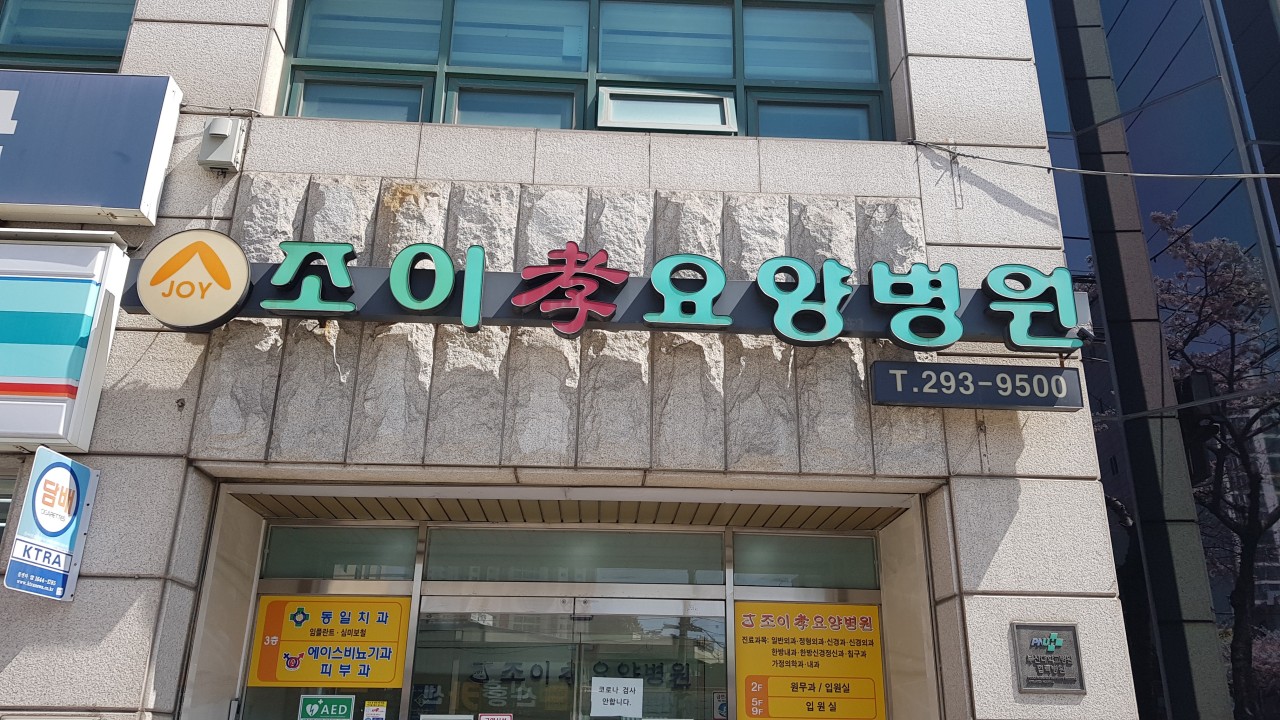 JOY
조이孝요양병원
T.293-9500
담배
KTRA
3층
동일치과
임플란트·심미보철
에이스비뇨기과
피부과
AED
조이孝요양병원
코로나 검사
안합니다.
조이孝요양병원
진료과목: 일반외과·정형외과·신경과·신경외과
한방내과·한방신경정신과·침구과
가정의학과·내과
2F 원무과 / 입원실
5F
9F 입원실
PNUH